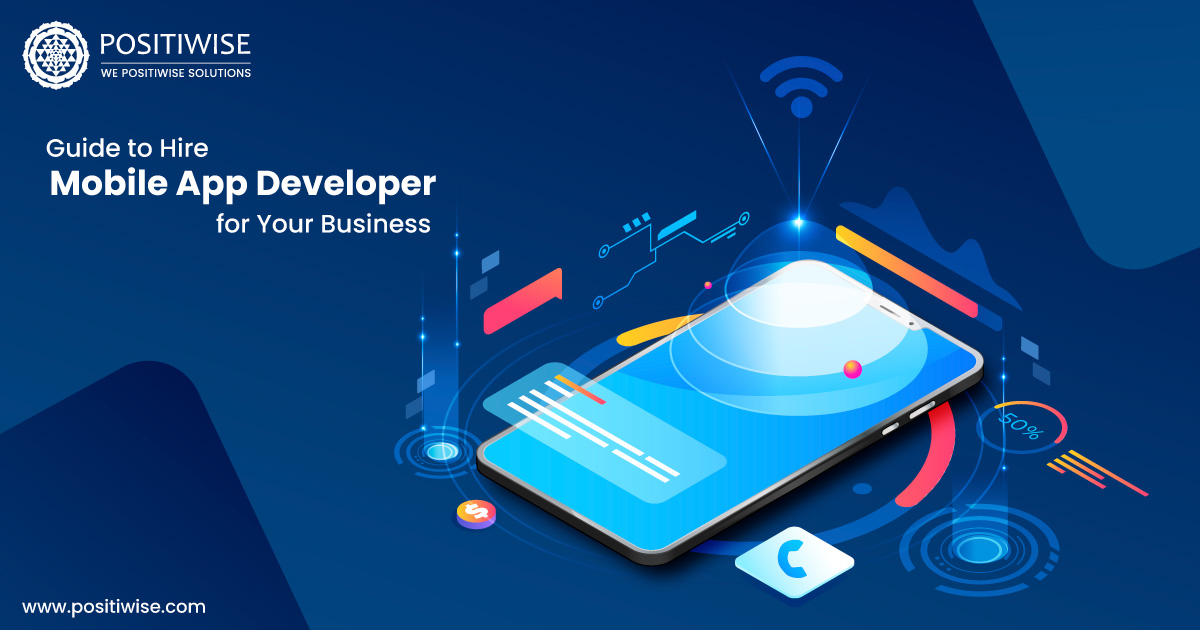 POSITIWISE
WE POSITIWISE SOLUTIONS
Guide to Hire
Mobile App Developer
for Your Business
50%
$
C
www.positiwise.com